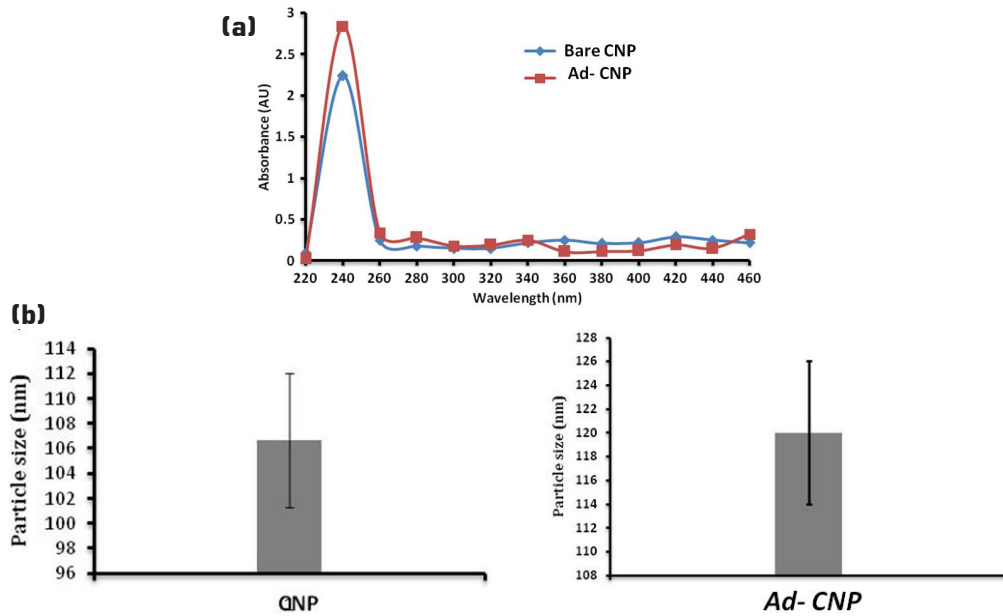 (a)
3
2.5
2
1.5
1
0.5
0
Absorbance (AU)
Bare CNP
Ad- CNP
220 240 260 280 300 320 340 360 380 400 420 440 460
Wavelength (nm)
(b)
114
112
110
108
106
104
102
100
98
96
Particle size (nm)
CNP
128
126
124
122
120
118
116
114
112
110
108
Particle size (nm)
Ad- CNP